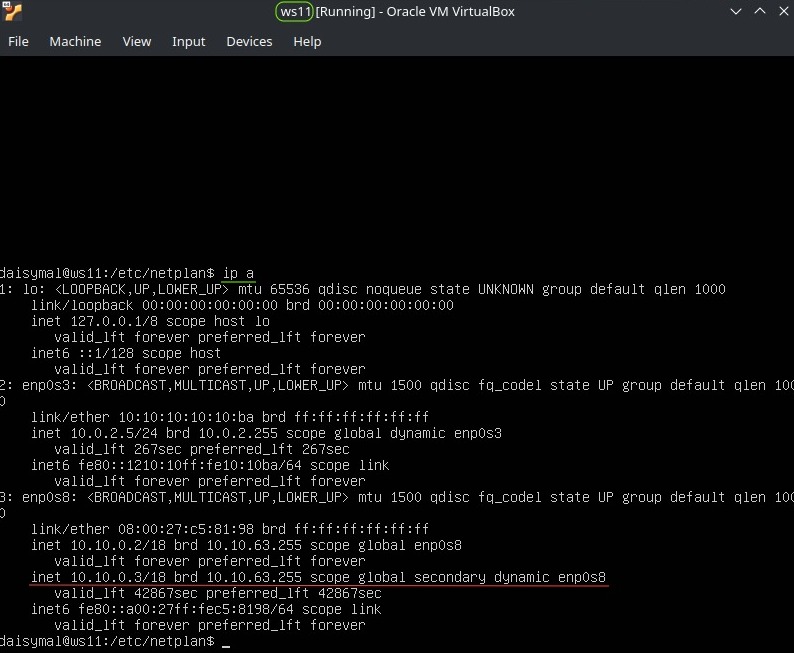 ws11 [Running] - Oracle VM VirtualBox
File Machine View Input Devices Help
daisymal@ws11:/etc/netplan$ ip a
1: lo: <LOOPBACK,UP,LOWER_UP> mtu 65536 qdisc noqueue state UNKNOWN group default qlen 1000
link/loopback 00:00:00:00:00:00 brd 00:00:00:00:00:00
inet 127.0.0.1/8 scope host lo
valid_lft forever preferred_lft forever
inet6 ::1/128 scope host
valid_lft forever preferred_lft forever
2: enp0s3: <BROADCAST,MULTICAST,UP,LOWER_UP> mtu 1500 qdisc fq_codel state UP group default qlen 100
0
link/ether 10:10:10:10:10:ba brd ff:ff:ff:ff:ff:ff
inet 10.0.2.5/24 brd 10.0.2.255 scope global dynamic enp0s3
valid_lft 267sec preferred_lft 267sec
inet6 fe80::1210:10ff:fe10:10ba/64 scope link
valid_lft forever preferred_lft forever
3: enp0s8: <BROADCAST,MULTICAST,UP,LOWER_UP> mtu 1500 qdisc fq_codel state UP group default qlen 100
0
link/ether 08:00:27:c5:81:98 brd ff:ff:ff:ff:ff:ff
inet 10.10.0.2/18 brd 10.10.63.255 scope global enp0s8
valid_lft forever preferred_lft forever
inet 10.10.0.3/18 brd 10.10.63.255 scope global secondary dynamic enp0s8
valid_lft 42867sec preferred_lft 42867sec
inet6 fe80::a00:27ff:fec5:8198/64 scope link
valid_lft forever preferred_lft forever
daisymal@ws11:/etc/netplan$ _